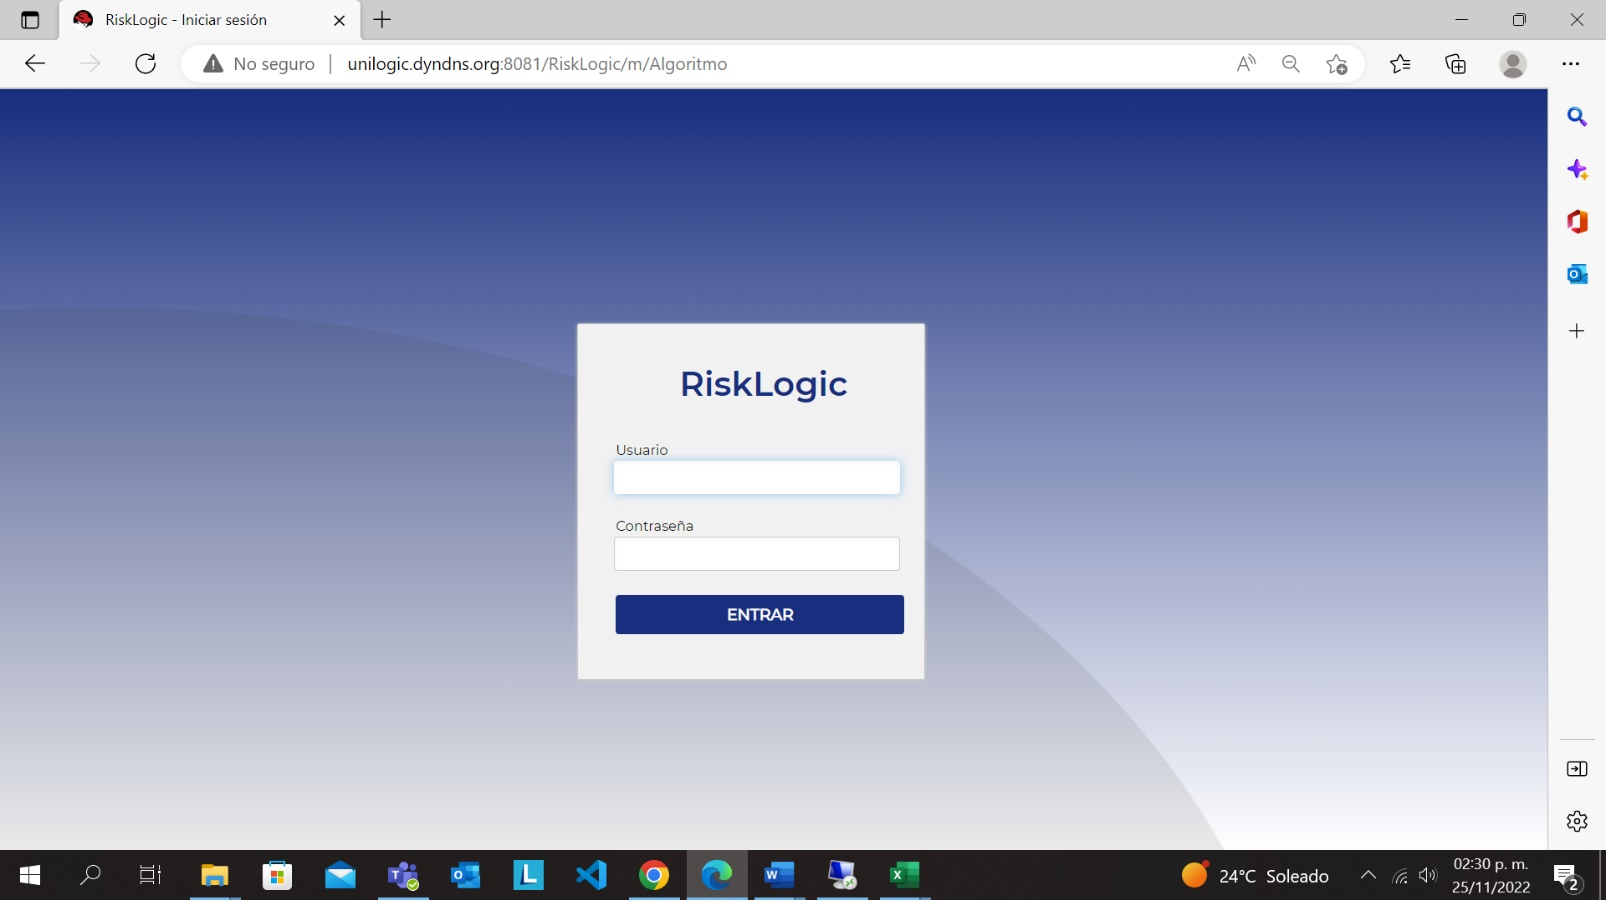 RiskLogic - Iniciar sesión
No seguro
unilogic.dyndns.org:8081/RiskLogic/m/Algoritmo
RiskLogic
Usuario
Contraseña
ENTRAR
24°C Soleado
02:30 p. m.
25/11/2022
2